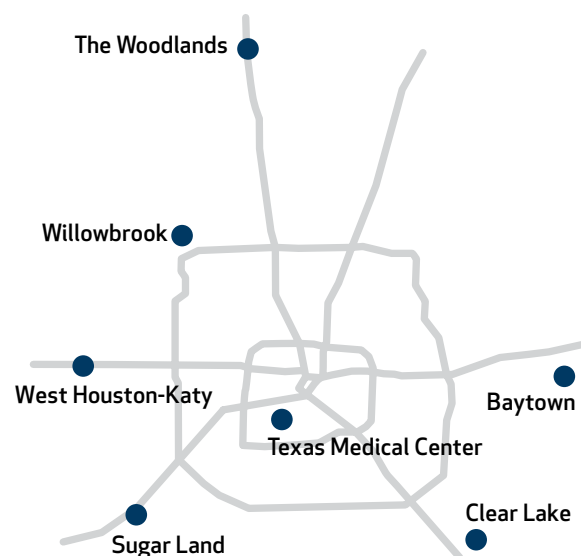 The Woodlands
Willowbrook
West Houston-Katy
Baytown
Texas Medical Center
Clear Lake
Sugar Land